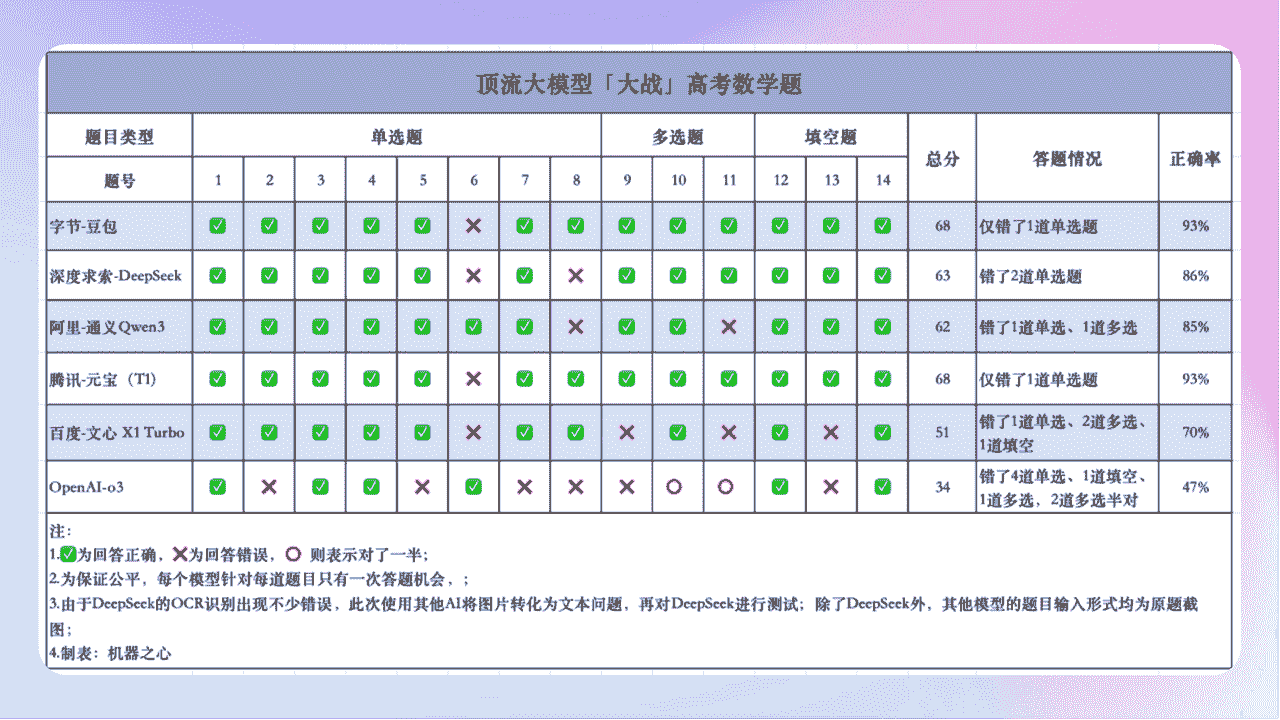 顶流大模型「大战」高考数学题
题目类型 单选题 多选题 填空题 总分 答题情况 正确率
题号 1 2 3 4 5 6 7 8 9 10 11 12 13 14
字节-豆包 ✅ ✅ ✅ ✅ ✅ ❌ ✅ ✅ ✅ ✅ ✅ ✅ ✅ ✅ 68 仅错了1道单选题 93%
深度求索-DeepSeek ✅ ✅ ✅ ✅ ✅ ❌ ✅ ❌ ✅ ✅ ✅ ✅ ✅ ✅ 63 错了2道单选题 86%
阿里-通义Qwen3 ✅ ✅ ✅ ✅ ✅ ✅ ✅ ❌ ✅ ✅ ❌ ✅ ✅ ✅ 62 错了1道单选、1道多选 85%
腾讯-元宝（T1） ✅ ✅ ✅ ✅ ✅ ❌ ✅ ✅ ✅ ✅ ✅ ✅ ✅ ✅ 68 仅错了1道单选题 93%
百度-文心 X1 Turbo ✅ ✅ ✅ ✅ ✅ ❌ ✅ ✅ ❌ ✅ ❌ ✅ ❌ ✅ 51 错了1道单选、2道多选、
1道填空 70%
OpenAI-o3 ✅ ❌ ✅ ✅ ❌ ✅ ❌ ❌ ❌ ⭕ ⭕ ✅ ❌ ✅ 34 错了4道单选、1道填空、
1道多选，2道多选半对 47%
注：
1.✅为回答正确，❌为回答错误，⭕ 则表示对了一半；
2.为保证公平，每个模型针对每道题目只有一次答题机会，；
3.由于DeepSeek的OCR识别出现不少错误，此次使用其他AI将图片转化为文本问题，再对DeepSeek进行测试；除了DeepSeek外，其他模型的题目输入形式均为原题截
图；
4.制表：机器之心